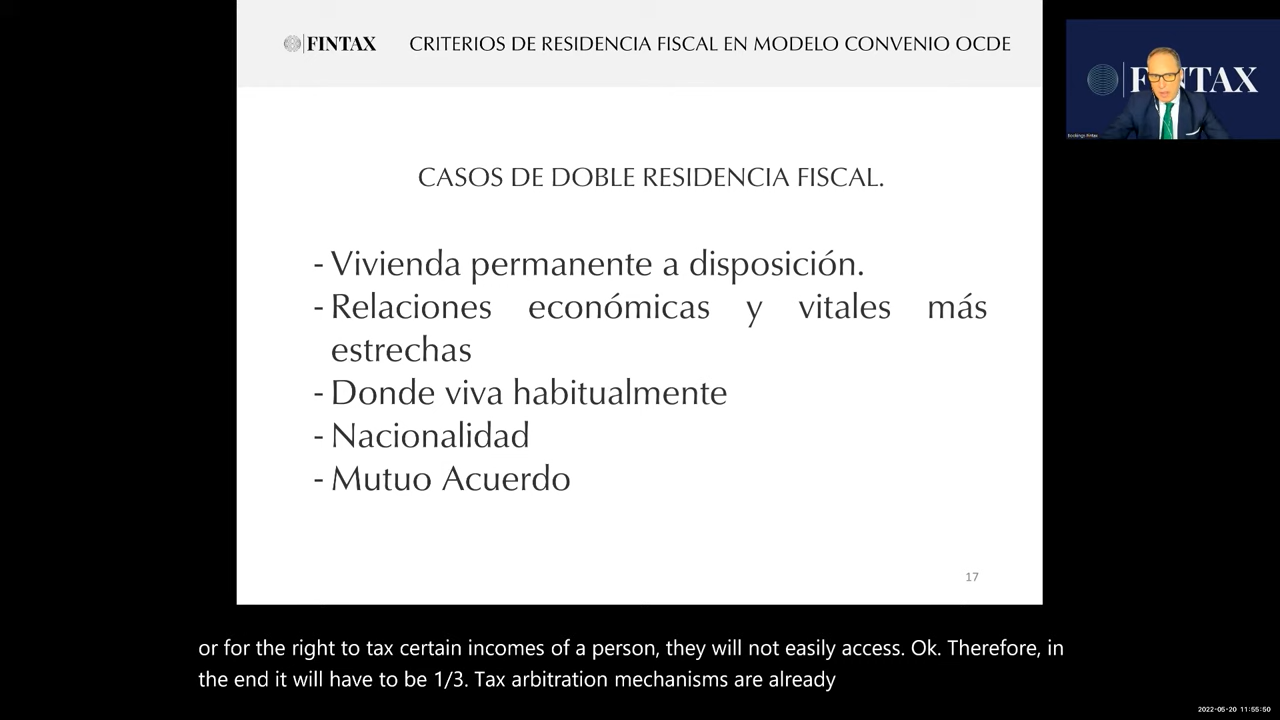 FINTAX CRITERIOS DE RESIDENCIA FISCAL EN MODELO CONVENIO OCDE
CASOS DE DOBLE RESIDENCIA FISCAL.
- Vivienda permanente a disposición.
- Relaciones económicas y vitales más
estrechas
- Donde viva habitualmente
- Nacionalidad
- Mutuo Acuerdo
17
FINTAX
or for the right to tax certain incomes of a person, they will not easily access. Ok. Therefore, in
the end it will have to be 1/3. Tax arbitration mechanisms are already
2022-05-20 11:55:50